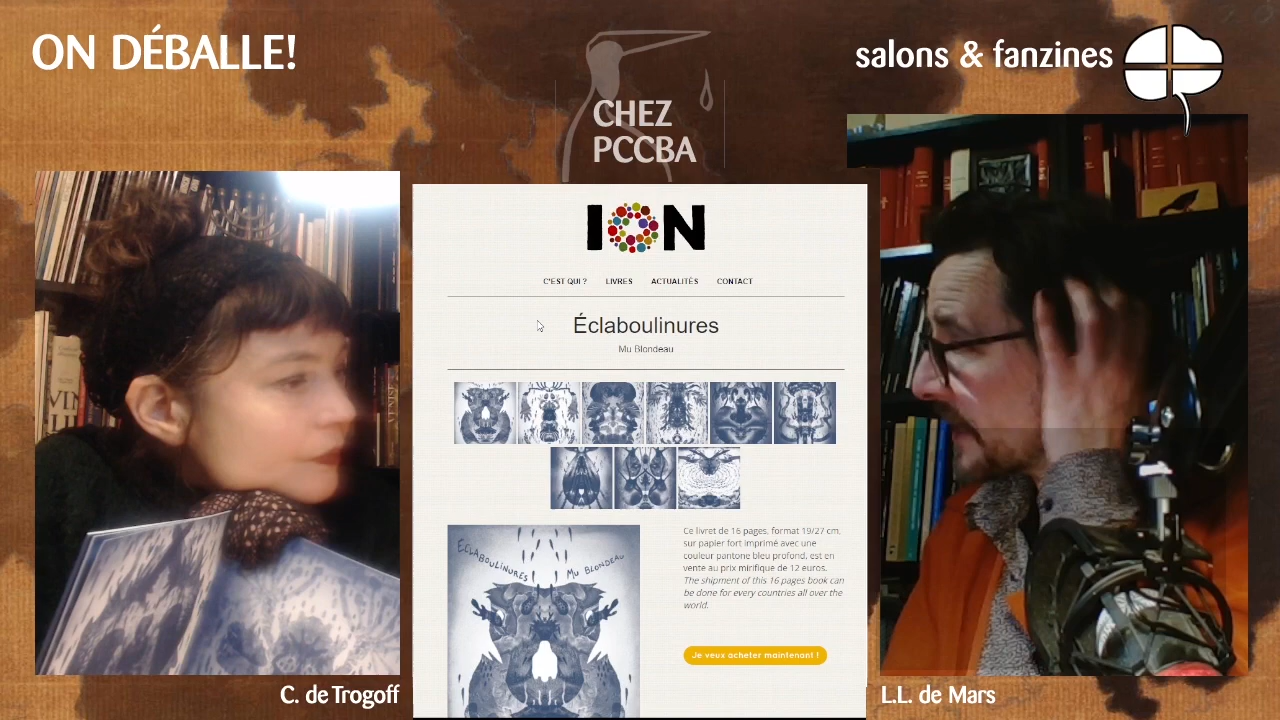 ON DÉBALLE!
salons & fanzines
CHEZ
PCCBA
ION
C'EST QUI ? LIVRES ACTUALITÉS CONTACT
Éclaboulinures
Mu Blondeau
ÉCLABOULINURES MU BLONDEAU
Ce livret de 16 pages, format 19/27 cm,
sur papier fort imprimé avec une
couleur pantone bleu profond, est en
vente au prix mirifique de 12 euros.
The shipment of this 16 pages book can
be done for every countries all over the
world.
Je veux acheter maintenant !
C. de Trogoff
L.L. de Mars